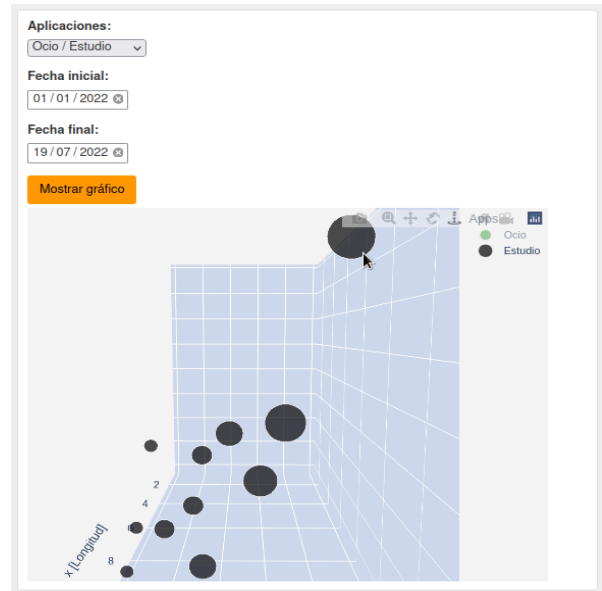 Aplicaciones:
Ocio / Estudio
Fecha inicial:
01 / 01 / 2022
Fecha final:
19 / 07 / 2022
Mostrar gráfico
Apps
Ocio
Estudio
2
4
8
x [Longitud]